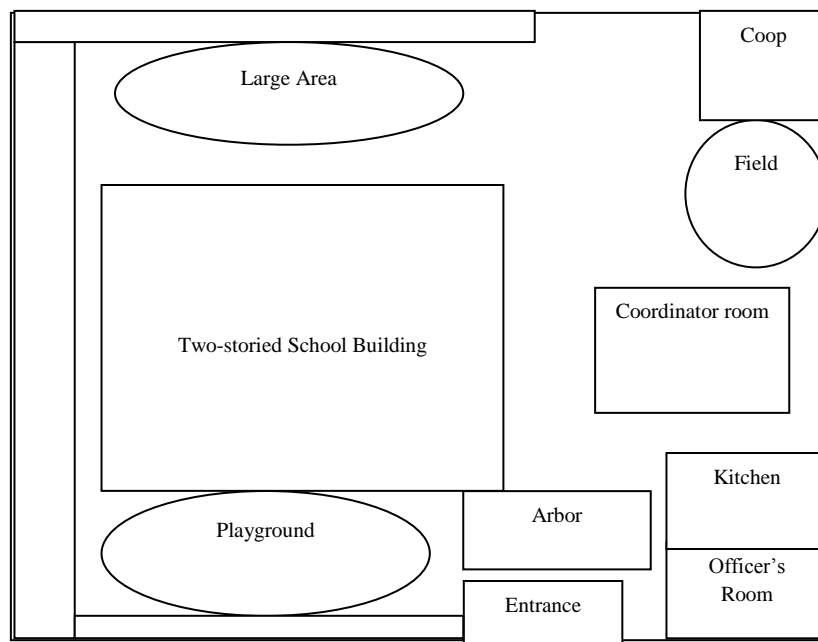 Coop
Large Area
Field
Coordinator room
Two-storied School Building
Kitchen
Arbor
Playground
Officer's
Room
Entrance